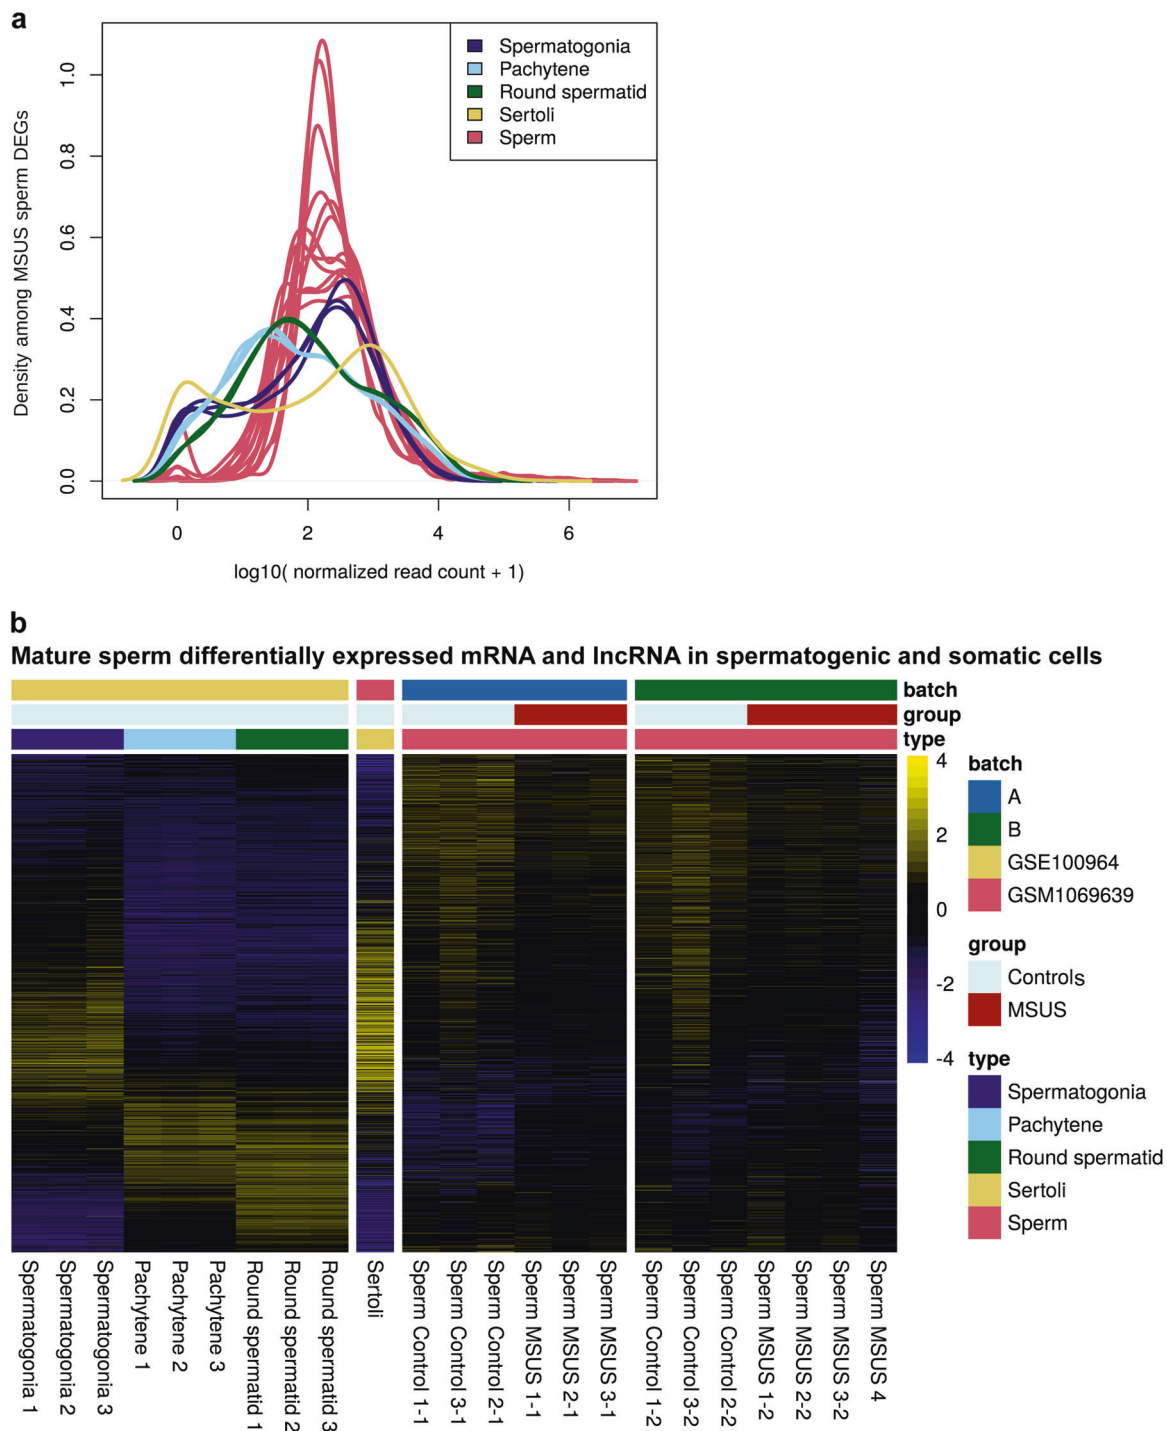 a
Spermatogonia
Pachytene
Round spermatid
Sertoli
Sperm
Density among MSUS sperm DEGs
1.0
0.8
0.6
0.4
0.2
0.0
0 2 4 6
log10( normalized read count + 1)
b
Mature sperm differentially expressed mRNA and lncRNA in spermatogenic and somatic cells
batch
group
type
4
2
0
-2
-4
batch
A
B
GSE100964
GSM1069639
group
Controls
MSUS
type
Spermatogonia
Pachytene
Round spermatid
Sertoli
Sperm
Spermatogonia 1
Spermatogonia 2
Spermatogonia 3
Pachytene 1
Pachytene 2
Pachytene 3
Round spermatid 1
Round spermatid 2
Round spermatid 3
Sertoli
Sperm Control 1-1
Sperm Control 3-1
Sperm Control 2-1
Sperm MSUS 1-1
Sperm MSUS 2-1
Sperm MSUS 3-1
Sperm Control 1-2
Sperm Control 3-2
Sperm Control 2-2
Sperm MSUS 1-2
Sperm MSUS 2-2
Sperm MSUS 3-2
Sperm MSUS 4